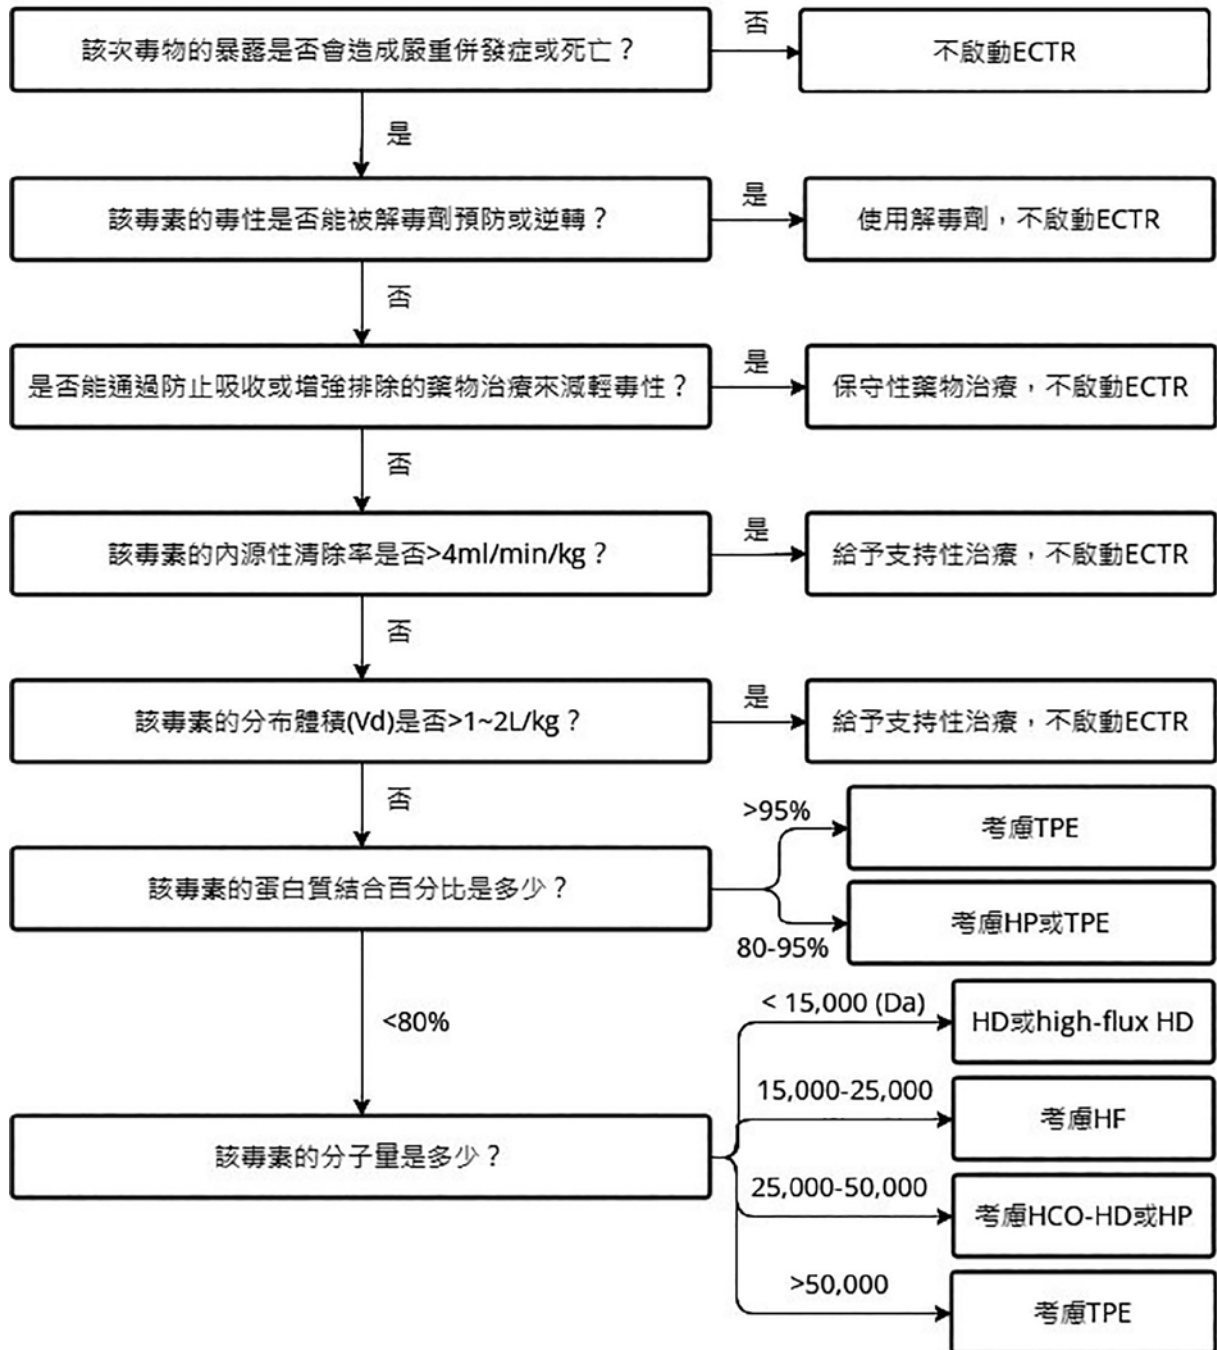 該次毒物的暴露是否會造成嚴重併發症或死亡？
否
不啟動ECTR
是
該毒素的毒性是否能被解毒劑預防或逆轉？
是
使用解毒劑，不啟動ECTR
否
是否能通過防止吸收或增強排除的藥物治療來減輕毒性？
是
保守性藥物治療，不啟動ECTR
否
該毒素的內源性清除率是否>4ml/min/kg？
是
給予支持性治療，不啟動ECTR
否
該毒素的分布體積(Vd)是否>1~2L/kg？
是
給予支持性治療，不啟動ECTR
否
該毒素的蛋白質結合百分比是多少？
>95%
考慮TPE
80-95%
考慮HP或TPE
<80%
該毒素的分子量是多少？
< 15,000 (Da)
HD或high-flux HD
15,000-25,000
考慮HF
25,000-50,000
考慮HCO-HD或HP
>50,000
考慮TPE